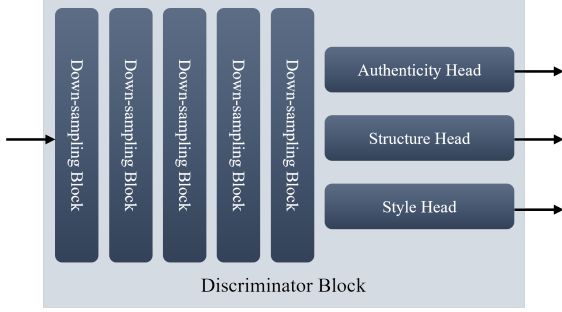 Down-sampling Block
Down-sampling Block
Down-sampling Block
Down-sampling Block
Down-sampling Block
Authenticity Head
Structure Head
Style Head
Discriminator Block